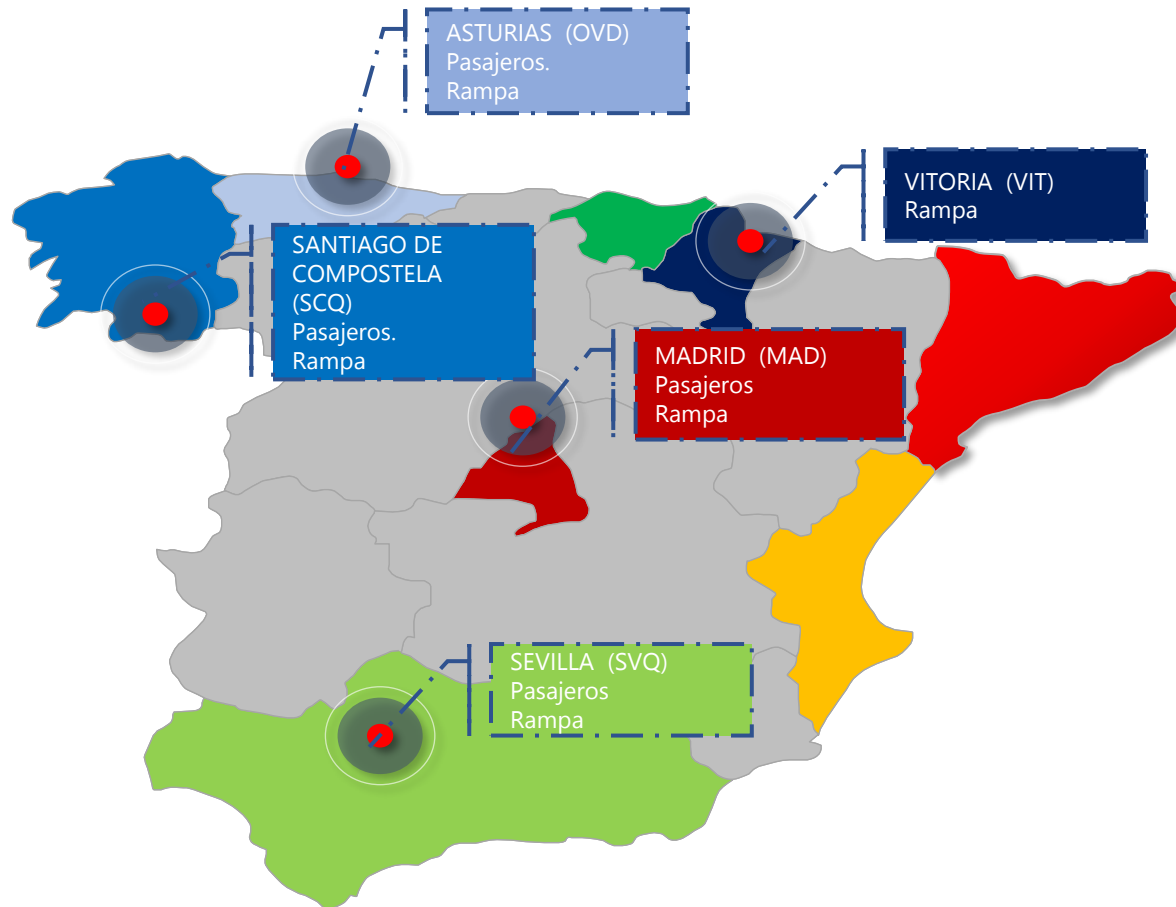 ASTURIAS (OVD)
Pasajeros.
Rampa
VITORIA (VIT)
Rampa
SANTIAGO DE
COMPOSTELA
(SCQ)
Pasajeros.
Rampa
MADRID (MAD)
Pasajeros
Rampa
SEVILLA (SVQ)
Pasajeros
Rampa